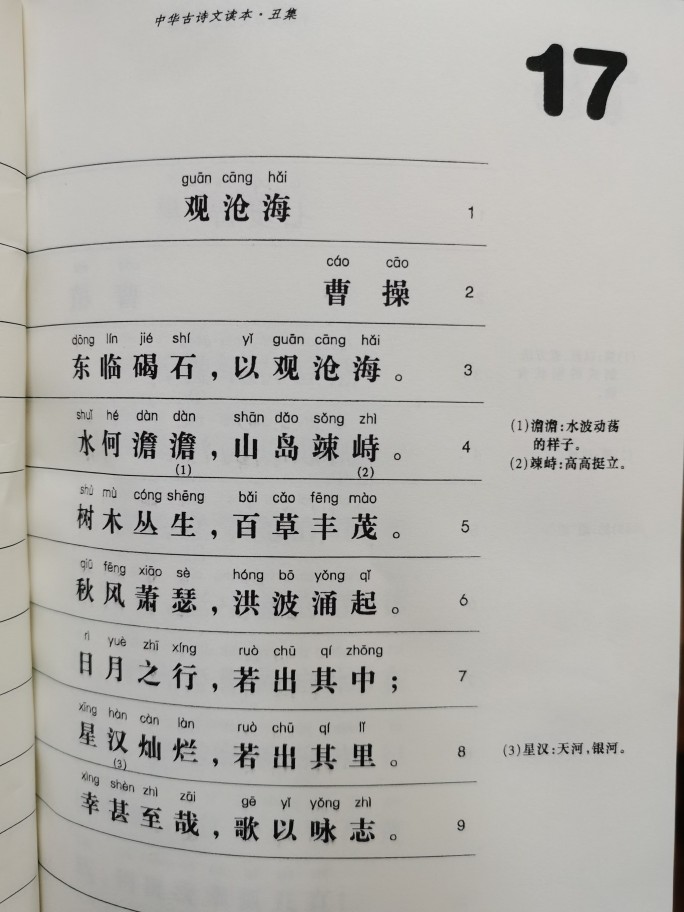 中华古诗文读本·丑集
17
guān cāng hǎi
观沧海 1
cáo cāo
曹操 2
dōng lín jié shí yǐ guān cāng hǎi
东临碣石，以观沧海。 3
shuǐ hé dàn dàn shān dǎo sǒng zhì
水何澹澹，山岛竦峙。 4
(1) (2)
(1)澹澹:水波动荡
的样子。
(2)竦峙:高高挺立。
shù mù cóng shēng bǎi cǎo fēng mào
树木丛生，百草丰茂。 5
qiū fēng xiāo sè hóng bō yǒng qǐ
秋风萧瑟，洪波涌起。 6
rì yuè zhī xíng ruò chū qí zhōng
日月之行，若出其中； 7
xīng hàn càn làn ruò chū qí lǐ
星汉灿烂，若出其里。 8
(3)
(3)星汉:天河,银河。
xìng shèn zhì zāi gē yǐ yǒng zhì
幸甚至哉，歌以咏志。 9